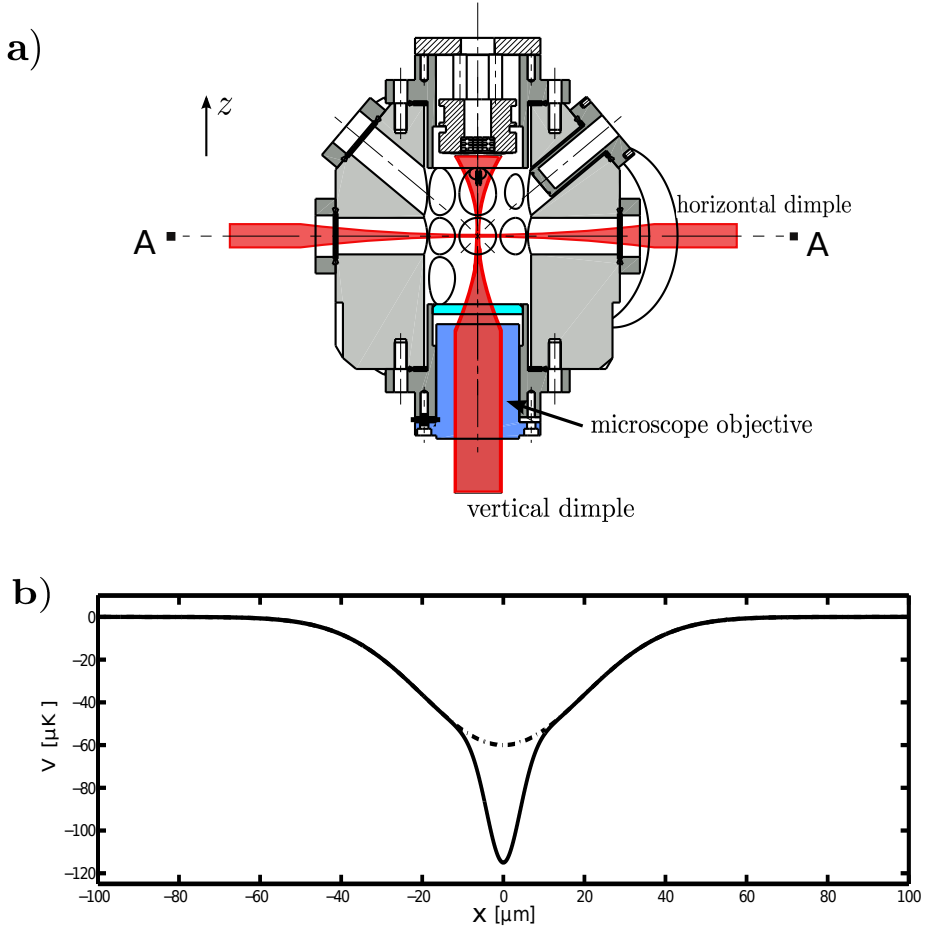 a)
z
horizontal dimple
A
A
microscope objective
vertical dimple
b)
0
−20
−40
−60
−80
−100
−120
V [µK]
−100 −80 −60 −40 −20 0 20 40 60 80 100
x [µm]